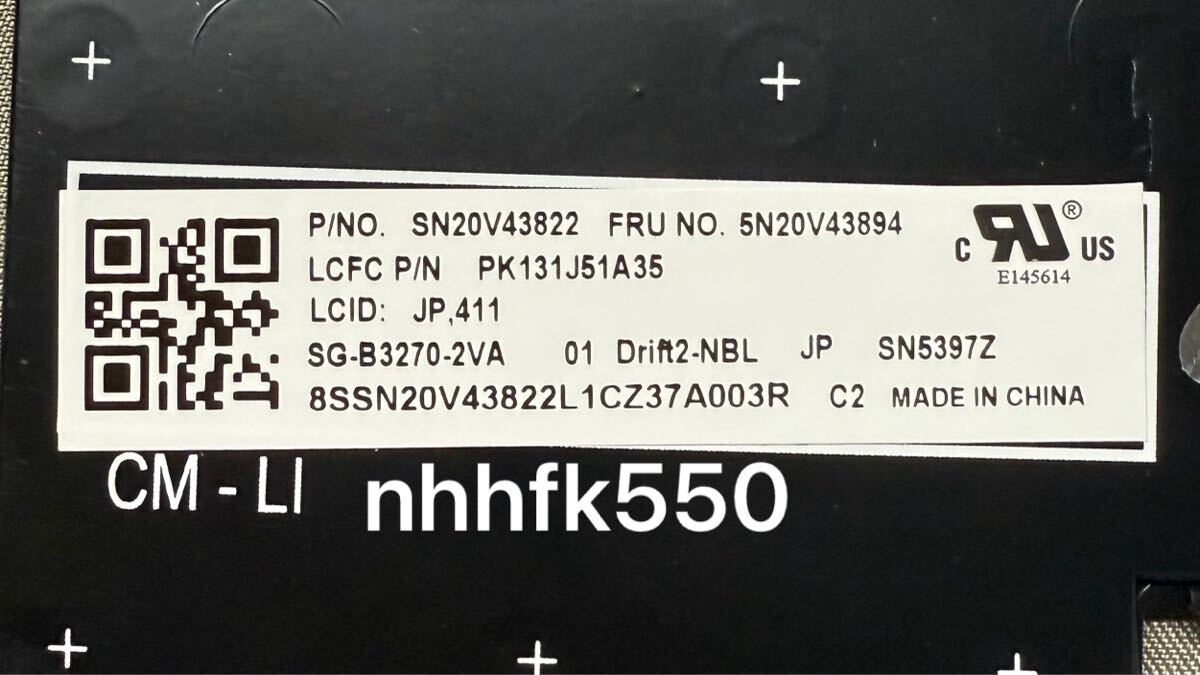 P/NO. SN20V43822 FRU NO. 5N20V43894
LCFC P/N PK131J51A35
LCID: JP,411
SG-B3270-2VA 01 Drift2-NBL JP SN5397Z
8SSN20V43822L1CZ37A003R C2 MADE IN CHINA
C RU ® US
E145614
CM - LI
nhhfk550